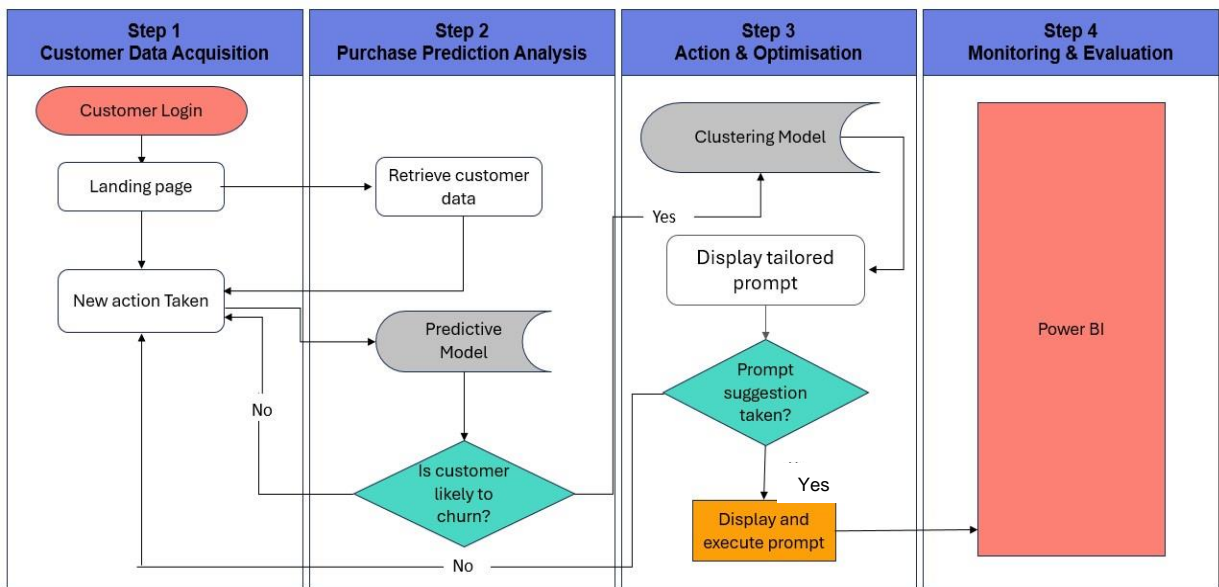 Step 1
Customer Data Acquisition
Step 2
Purchase Prediction Analysis
Step 3
Action & Optimisation
Step 4
Monitoring & Evaluation
Customer Login
Landing page
New action Taken
No
Retrieve customer
data
Predictive
Model
Is customer
likely to
churn?
No
Yes
Clustering Model
Display tailored
prompt
Prompt
suggestion
taken?
Yes
Display and
execute prompt
Power BI